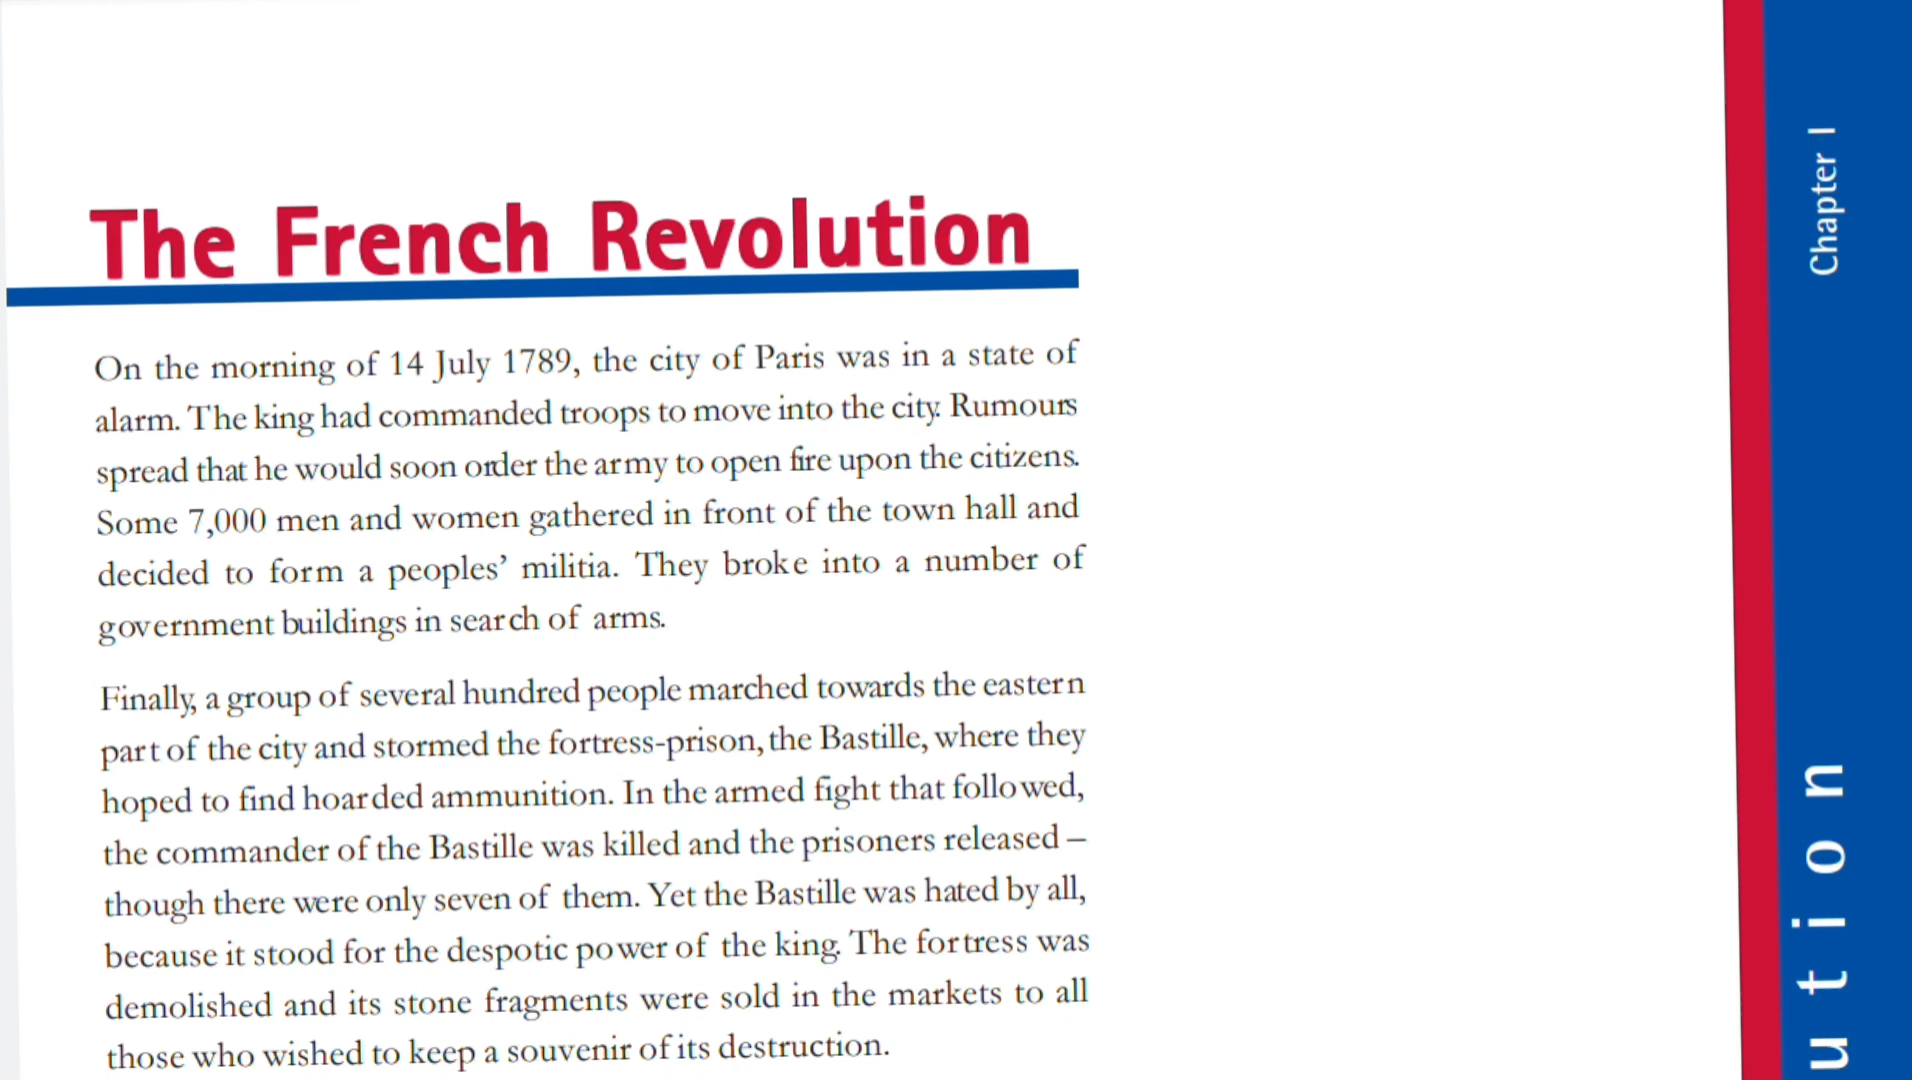 The French Revolution
On the morning of 14 July 1789, the city of Paris was in a state of
alarm. The king had commanded troops to move into the city. Rumours
spread that he would soon order the army to open fire upon the citizens.
Some 7,000 men and women gathered in front of the town hall and
decided to form a peoples’ militia. They broke into a number of
government buildings in search of arms.
Finally, a group of several hundred people marched towards the eastern
part of the city and stormed the fortress-prison, the Bastille, where they
hoped to find hoarded ammunition. In the armed fight that followed,
the commander of the Bastille was killed and the prisoners released –
though there were only seven of them. Yet the Bastille was hated by all,
because it stood for the despotic power of the king. The fortress was
demolished and its stone fragments were sold in the markets to all
those who wished to keep a souvenir of its destruction.
Chapter I
ution